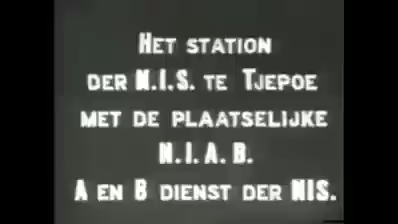 HET STATION
DER N.I.S. TE TJEPOE
MET DE PLAATSELIJKE
N.I.A.B.
A EN B DIENST DER NIS.